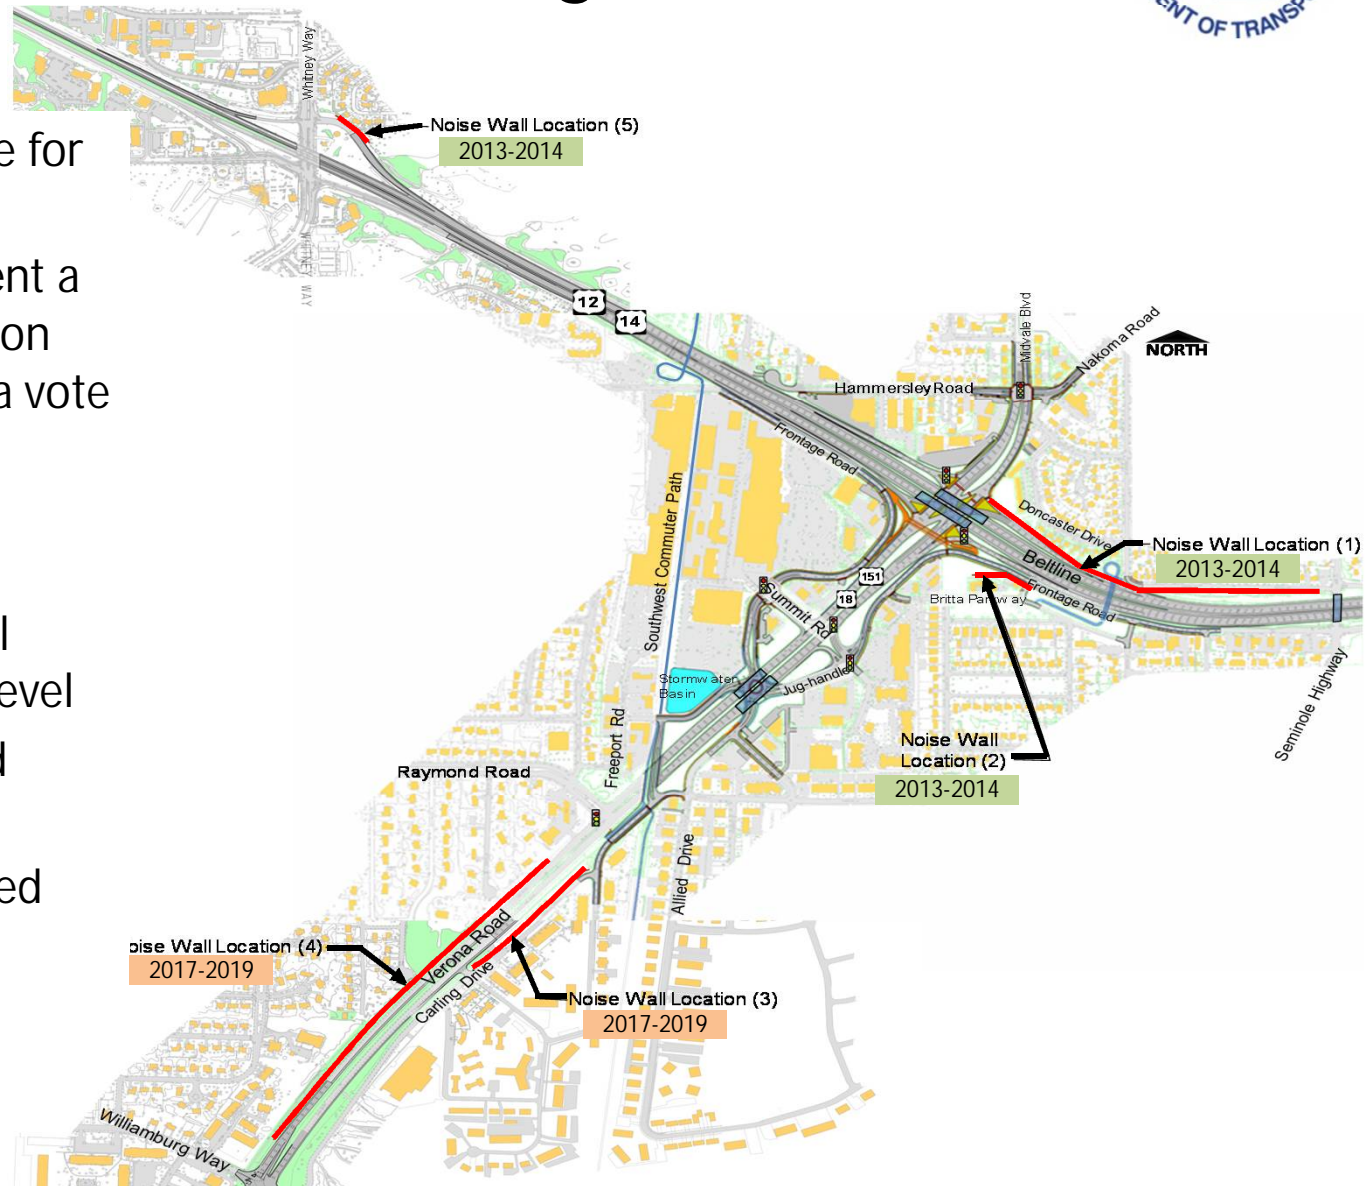 ENT OF TRANSP
e for
ent a
on
a vote
l
evel
d
ed
Whitney Way
WHITNEY WAY
Noise Wall Location (5)
2013-2014
12
14
Midvale Blvd
Nakoma Road
NORTH
Hammersley Road
Frontage Road
Southwest Commuter Path
Doncaster Drive
Noise Wall Location (1)
2013-2014
Beltline
151
18
Britta Parkway
Frontage Road
Summit Rd
Jug-handle
Stormwater
Basin
Seminole Highway
Noise Wall
Location (2)
2013-2014
Freeport Rd
Raymond Road
Allied Drive
Verona Road
oise Wall Location (4)
2017-2019
Carling Drive
Noise Wall Location (3)
2017-2019
Williamburg Way